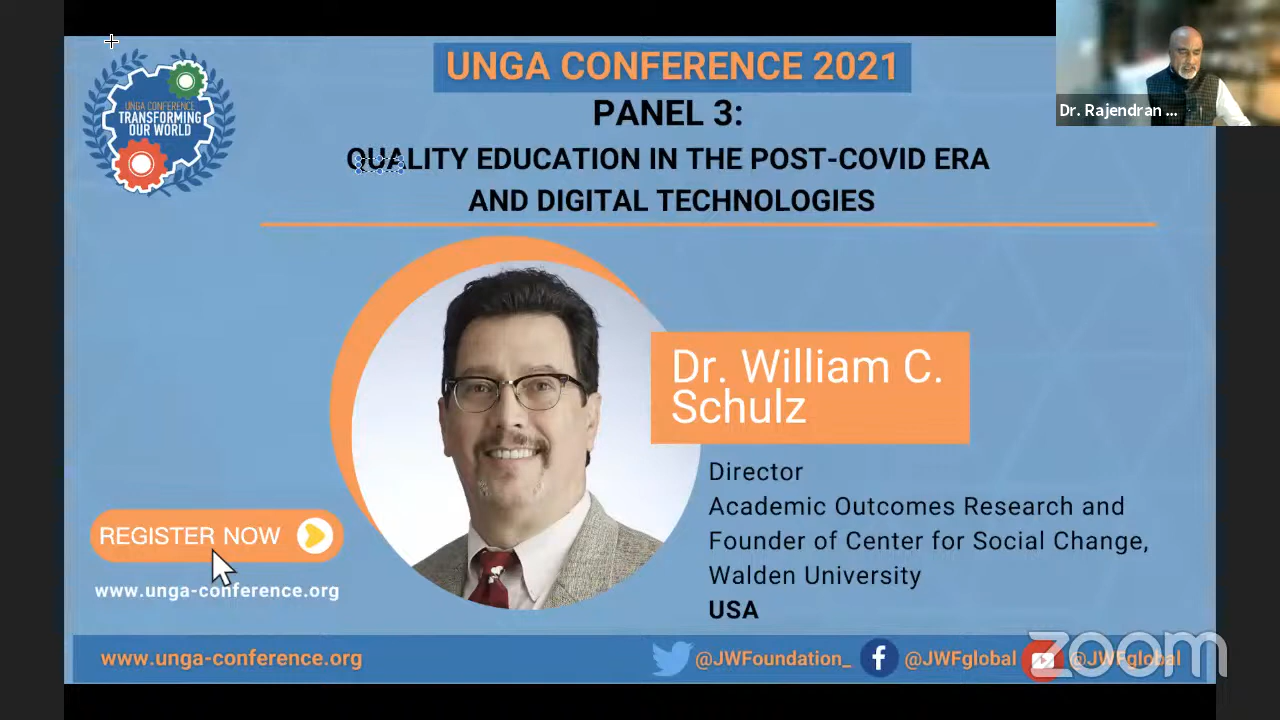 UNGA CONFERENCE 2021
PANEL 3:
QUALITY EDUCATION IN THE POST-COVID ERA
AND DIGITAL TECHNOLOGIES
UNGA CONFERENCE
TRANSFORMING
OUR WORLD
Dr. Rajendran ...
Dr. William C.
Schulz
Director
Academic Outcomes Research and
Founder of Center for Social Change,
Walden University
USA
REGISTER NOW
www.unga-conference.org
www.unga-conference.org
@JWFoundation_
@JWFglobal
@JWFglobal
zoom